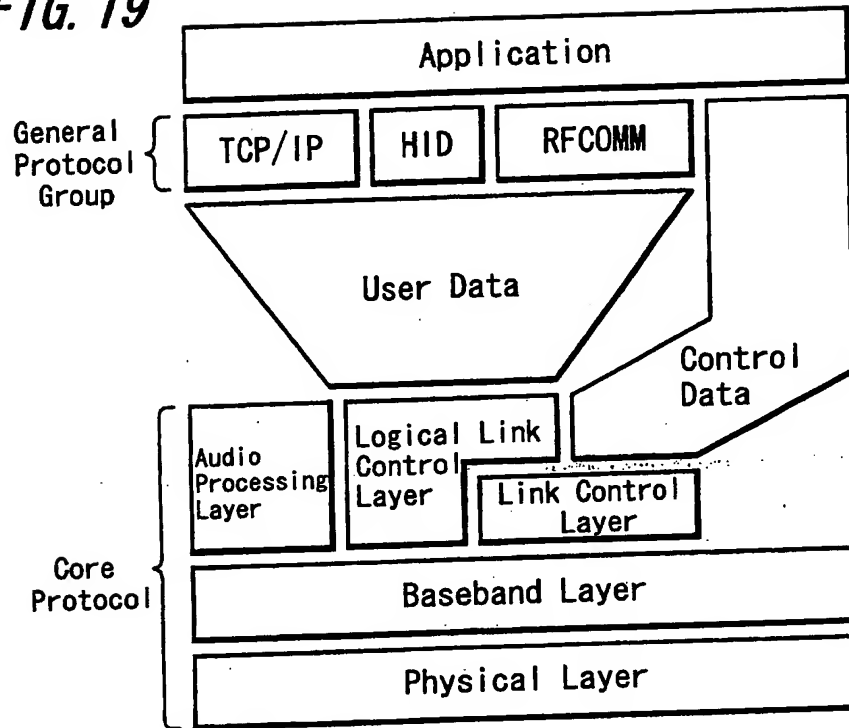 FIG. 19
Application
General
Protocol
Group
TCP/IP
HID
RFCOMM
User Data
Control
Data
Audio
Processing
Layer
Logical Link
Control
Layer
Link Control
Layer
Core
Protocol
Baseband Layer
Physical Layer